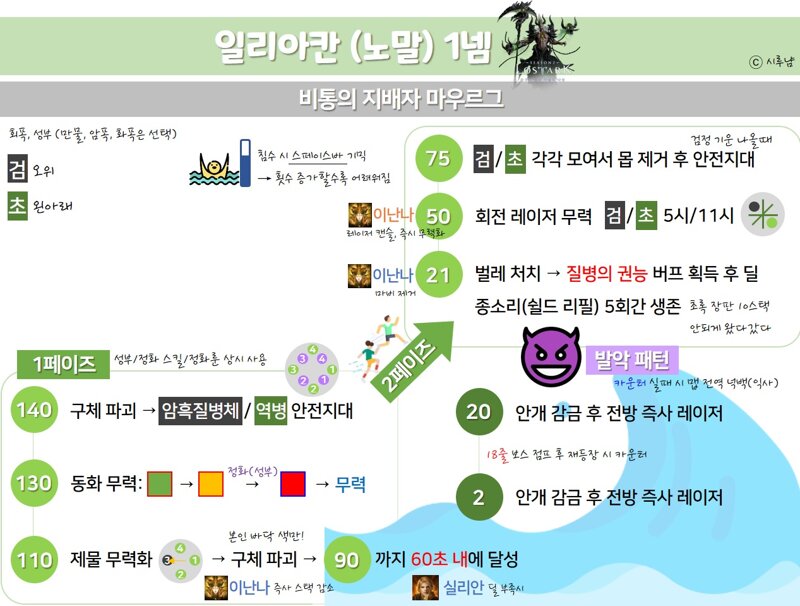 일리아칸 (노말) 1넴
SEASON2
LOST ARK
ⓒ 시루남
비통의 지배자 마우르그
회폭, 성부 (만물, 암폭, 화폭은 선택)
검 오위
초 왼아래
침수 시 스페이스바 기믹
→ 횟수 증가할수록 어려워짐
검정 기운 나올때
75 검/초 각각 모여서 몹 제거 후 안전지대
이난나 50 회전 레이저 무력 검/초 5시/11시
레이저 캔슬, 즉시 무력화
이난나 21 벌레 처치 → 질병의 권능 버프 획득 후 딜
마비 제거
종소리(쉴드 리필) 5회간 생존 초록 장판 10스택
안되게 왔다갔다
2페이즈
1페이즈 성부/정화 스킬/정화룬 상시 사용
4 4
3 3
2 2
1 1
140 구체 파괴 → 암흑질병체 / 역병 안전지대
정화(성부)
130 동화 무력: → → → 무력
본인 바닥 색만!
110 제물 무력화 4 3 1 2 → 구체 파괴 → 90 까지 60초 내에 달성
이난나 즉사 스택 감소
실리안 딜 부족시
발악 패턴
카운터 실패 시 맵 전역 넉백(익사)
20 안개 감금 후 전방 즉사 레이저
18줄 보스 점프 후 재등장 시 카운터
2 안개 감금 후 전방 즉사 레이저